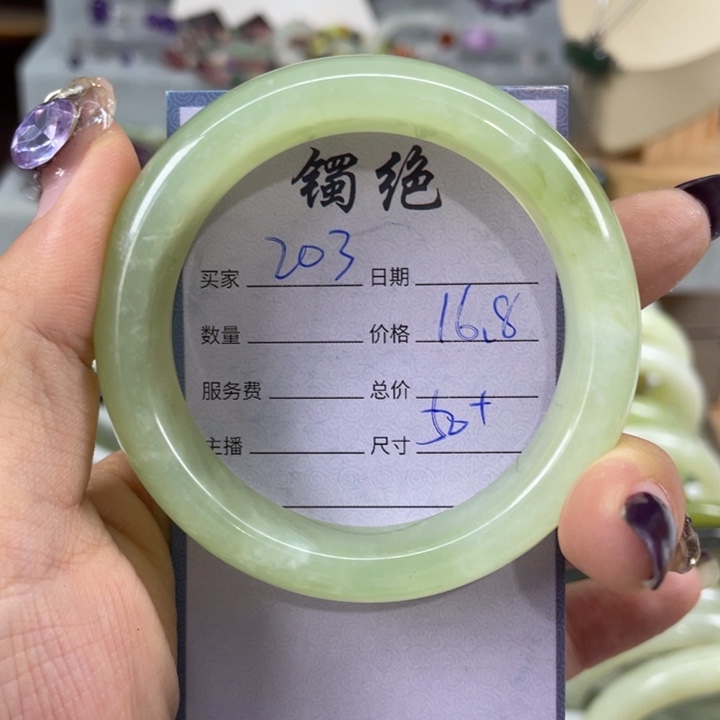 镯绝
买家 203 日期
数量 价格 16.8
服务费 总价
主播 尺寸 52+